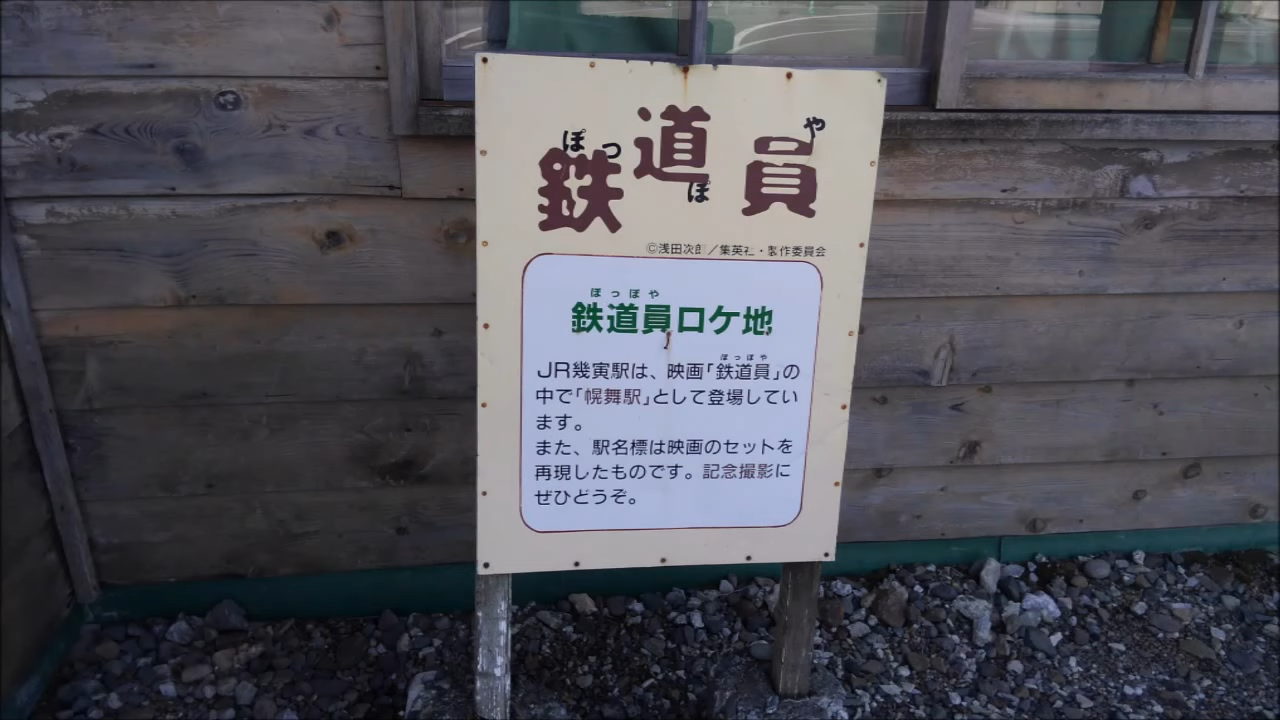 鉄道員
ぽっぽや
©浅田次郎／集英社・製作委員会
ぽっぽや
鉄道員ロケ地
ぽっぽや
JR幾寅駅は、映画「鉄道員」の
中で「幌舞駅」として登場してい
ます。
また、駅名標は映画のセットを
再現したものです。記念撮影に
ぜひどうぞ。